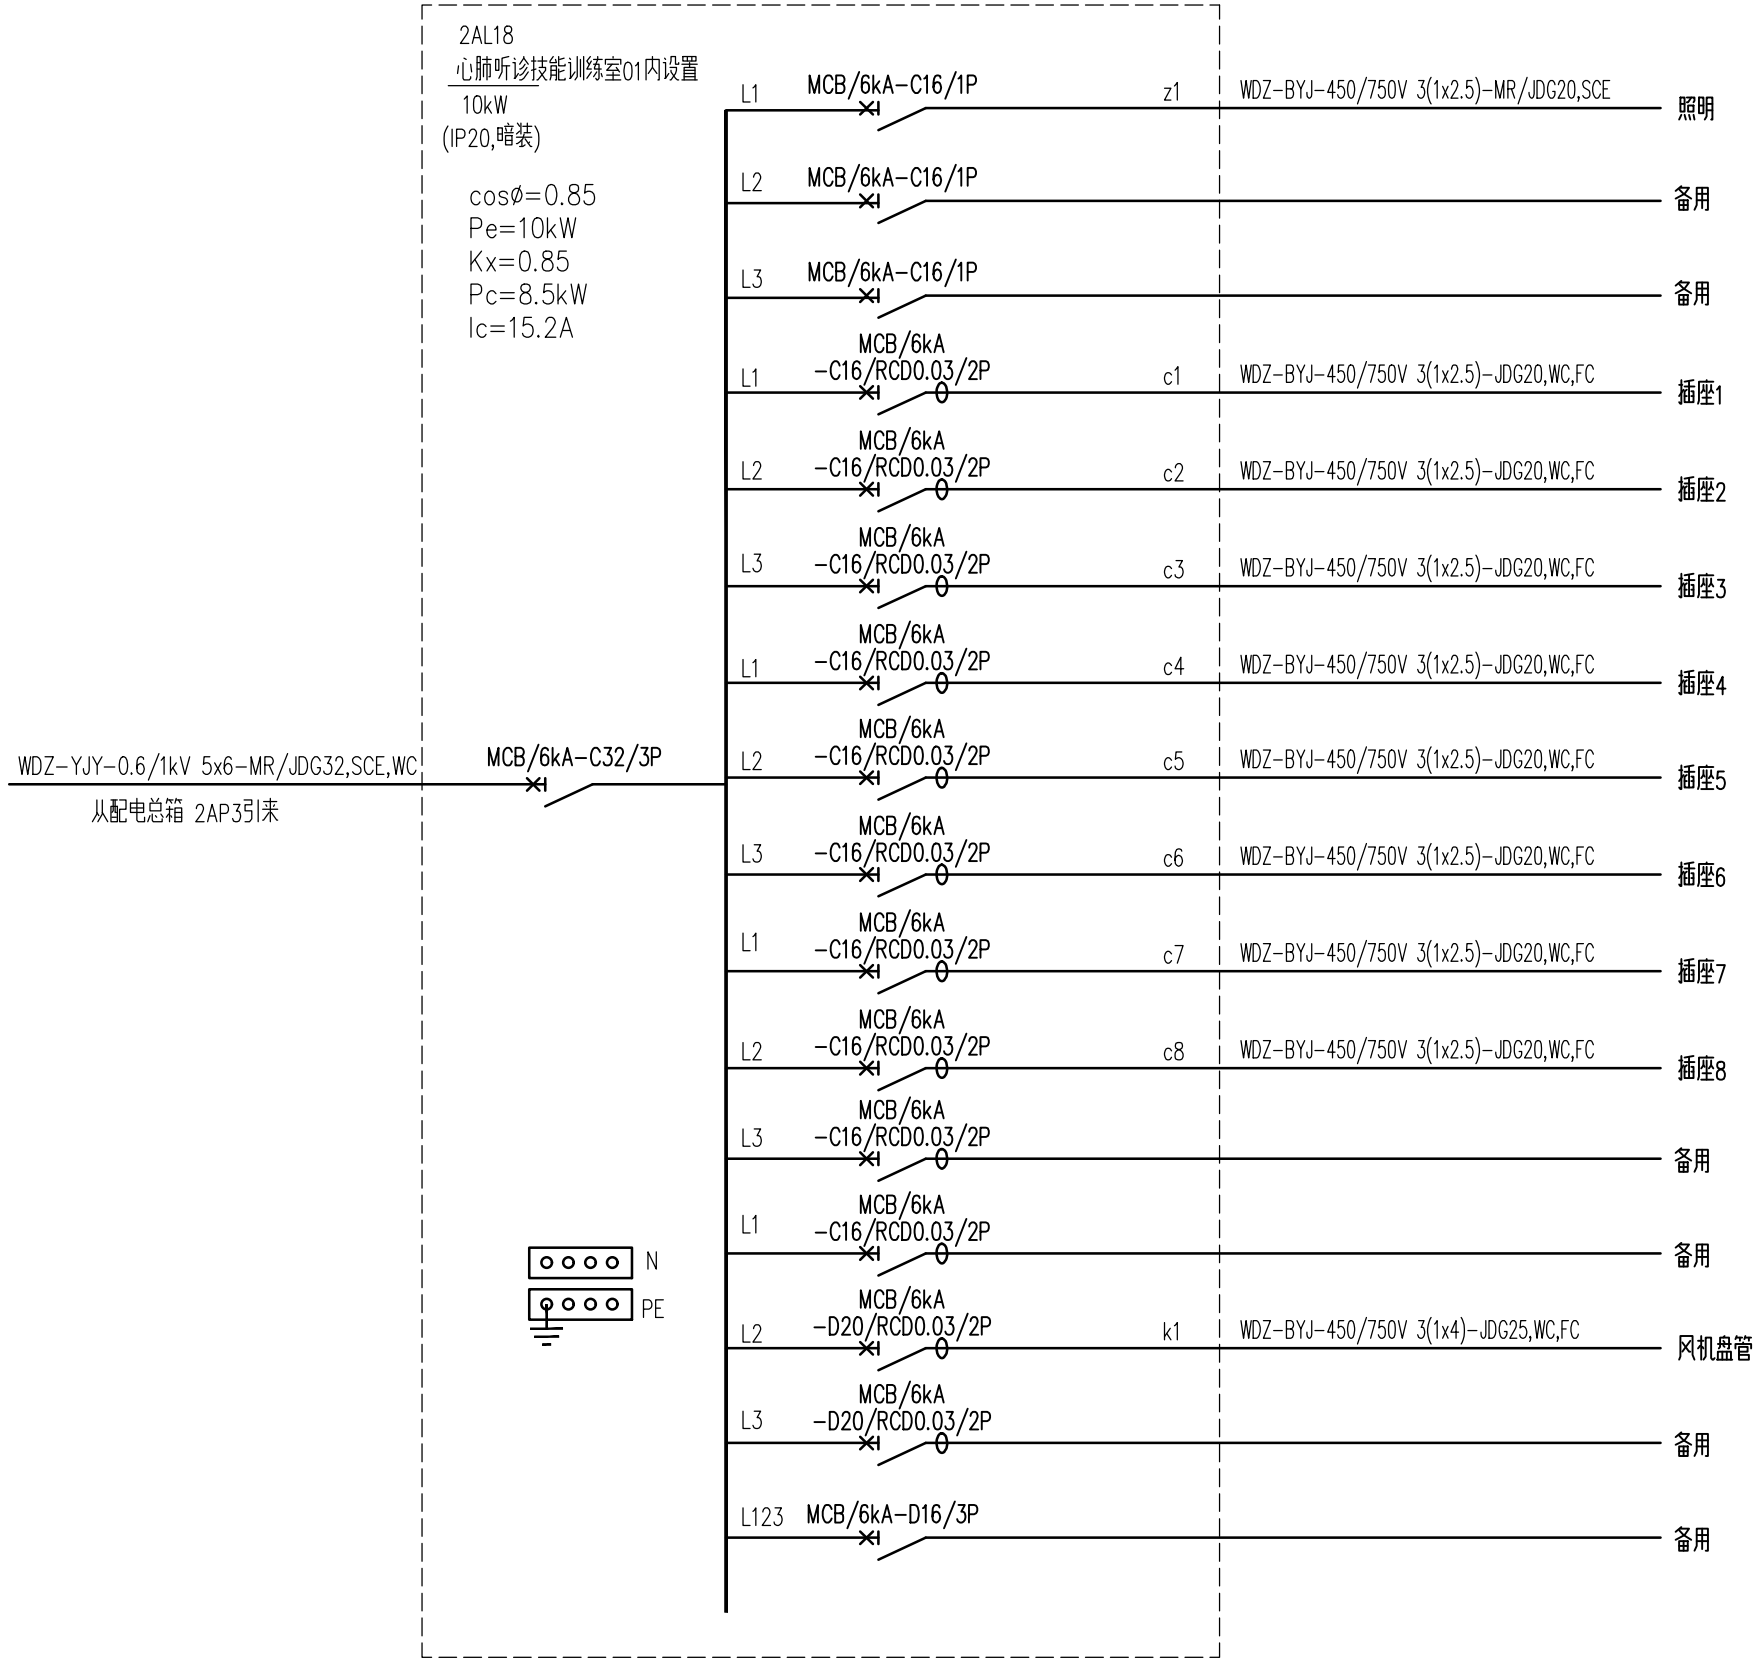 2AL18
心肺听诊技能训练室01内设置
10kW
(IP20,暗装)
cosø=0.85
Pe=10kW
Kx=0.85
Pc=8.5kW
Ic=15.2A
WDZ-YJY-0.6/1kV 5x6-MR/JDG32,SCE,WC
从配电总箱 2AP3引来
MCB/6kA-C32/3P
N
PE
L1 MCB/6kA-C16/1P z1 WDZ-BYJ-450/750V 3(1x2.5)-MR/JDG20,SCE 照明
L2 MCB/6kA-C16/1P 备用
L3 MCB/6kA-C16/1P 备用
MCB/6kA
L1 -C16/RCD0.03/2P c1 WDZ-BYJ-450/750V 3(1x2.5)-JDG20,WC,FC 插座1
MCB/6kA
L2 -C16/RCD0.03/2P c2 WDZ-BYJ-450/750V 3(1x2.5)-JDG20,WC,FC 插座2
MCB/6kA
L3 -C16/RCD0.03/2P c3 WDZ-BYJ-450/750V 3(1x2.5)-JDG20,WC,FC 插座3
MCB/6kA
L1 -C16/RCD0.03/2P c4 WDZ-BYJ-450/750V 3(1x2.5)-JDG20,WC,FC 插座4
MCB/6kA
L2 -C16/RCD0.03/2P c5 WDZ-BYJ-450/750V 3(1x2.5)-JDG20,WC,FC 插座5
MCB/6kA
L3 -C16/RCD0.03/2P c6 WDZ-BYJ-450/750V 3(1x2.5)-JDG20,WC,FC 插座6
MCB/6kA
L1 -C16/RCD0.03/2P c7 WDZ-BYJ-450/750V 3(1x2.5)-JDG20,WC,FC 插座7
MCB/6kA
L2 -C16/RCD0.03/2P c8 WDZ-BYJ-450/750V 3(1x2.5)-JDG20,WC,FC 插座8
MCB/6kA
L3 -C16/RCD0.03/2P 备用
MCB/6kA
L1 -C16/RCD0.03/2P 备用
MCB/6kA
L2 -D20/RCD0.03/2P k1 WDZ-BYJ-450/750V 3(1x4)-JDG25,WC,FC 风机盘管
MCB/6kA
L3 -D20/RCD0.03/2P 备用
L123 MCB/6kA-D16/3P 备用